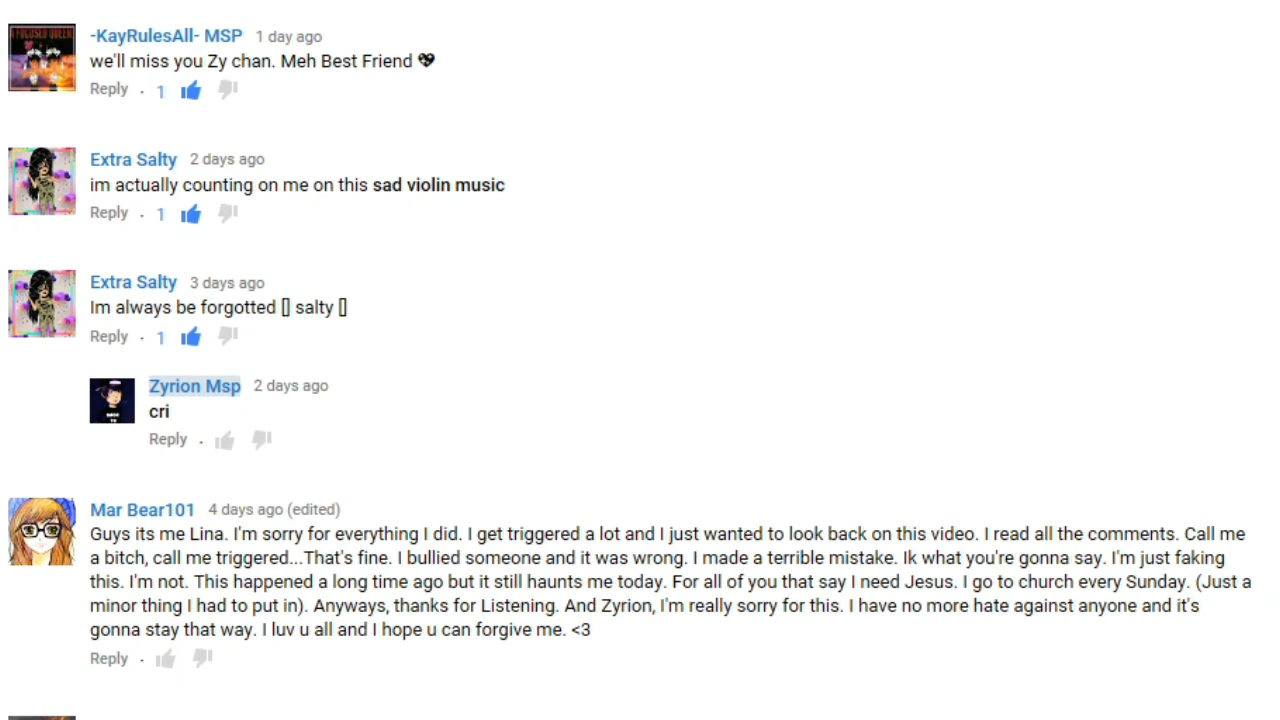 -KayRulesAll- MSP 1 day ago
we'll miss you Zy chan. Meh Best Friend 💖
Reply · 1
Extra Salty 2 days ago
im actually counting on me on this sad violin music
Reply · 1
Extra Salty 3 days ago
Im always be forgotted [] salty []
Reply · 1
Zyrion Msp 2 days ago
cri
Reply ·
Mar Bear101 4 days ago (edited)
Guys its me Lina. I'm sorry for everything I did. I get triggered a lot and I just wanted to look back on this video. I read all the comments. Call me
a bitch, call me triggered...That's fine. I bullied someone and it was wrong. I made a terrible mistake. Ik what you're gonna say. I'm just faking
this. I'm not. This happened a long time ago but it still haunts me today. For all of you that say I need Jesus. I go to church every Sunday. (Just a
minor thing I had to put in). Anyways, thanks for Listening. And Zyrion, I'm really sorry for this. I have no more hate against anyone and it's
gonna stay that way. I luv u all and I hope u can forgive me. <3
Reply ·